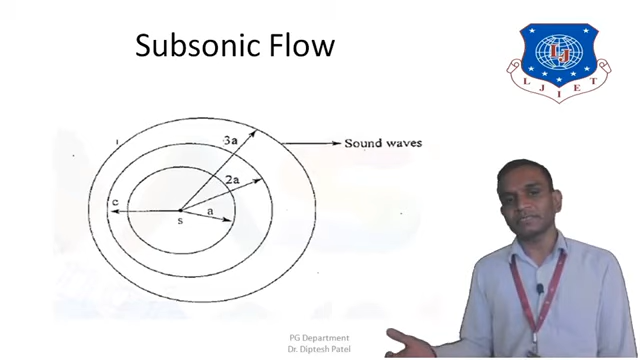 Subsonic Flow
L J I E T
3a
Sound waves
2a
c
a
s
PG Department
Dr. Diptesh Patel